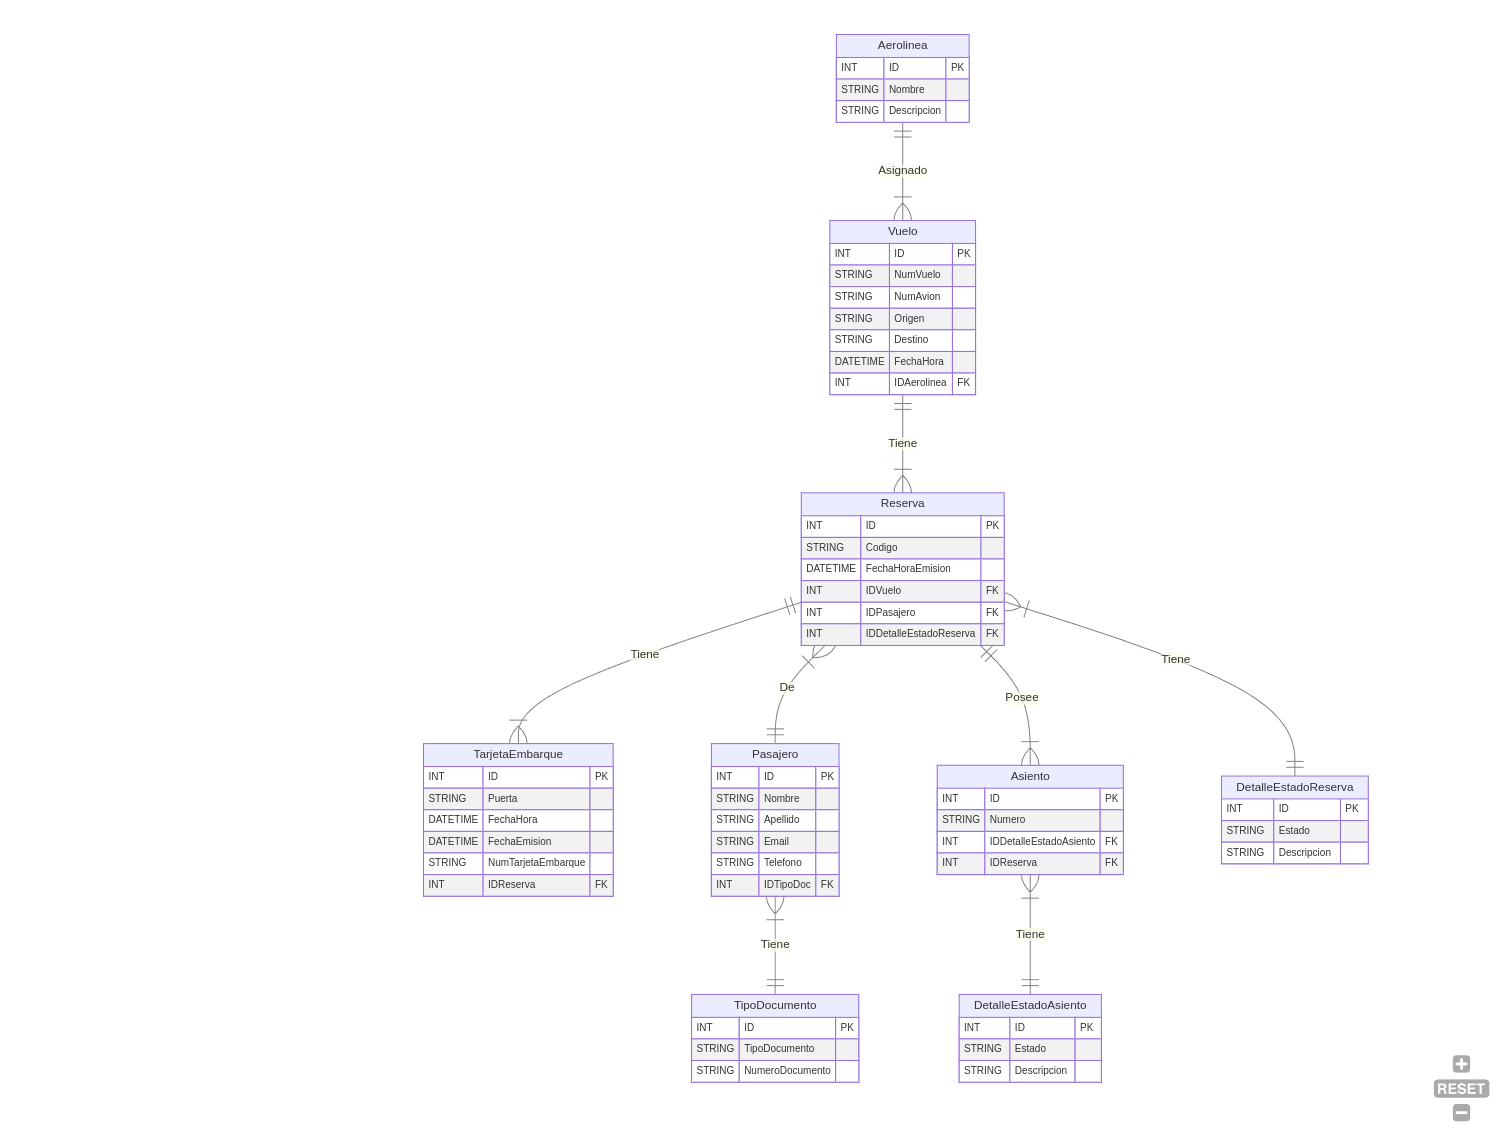 Aerolinea
INT ID PK
STRING Nombre
STRING Descripcion
Asignado
Vuelo
INT ID PK
STRING NumVuelo
STRING NumAvion
STRING Origen
STRING Destino
DATETIME FechaHora
INT IDAerolinea FK
Tiene
Reserva
INT ID PK
STRING Codigo
DATETIME FechaHoraEmision
INT IDVuelo FK
INT IDPasajero FK
INT IDDetalleEstadoReserva FK
Tiene
De
Posee
Tiene
TarjetaEmbarque
INT ID PK
STRING Puerta
DATETIME FechaHora
DATETIME FechaEmision
STRING NumTarjetaEmbarque
INT IDReserva FK
Pasajero
INT ID PK
STRING Nombre
STRING Apellido
STRING Email
STRING Telefono
INT IDTipoDoc FK
Asiento
INT ID PK
STRING Numero
INT IDDetalleEstadoAsiento FK
INT IDReserva FK
DetalleEstadoReserva
INT ID PK
STRING Estado
STRING Descripcion
Tiene
Tiene
TipoDocumento
INT ID PK
STRING TipoDocumento
STRING NumeroDocumento
DetalleEstadoAsiento
INT ID PK
STRING Estado
STRING Descripcion
RESET